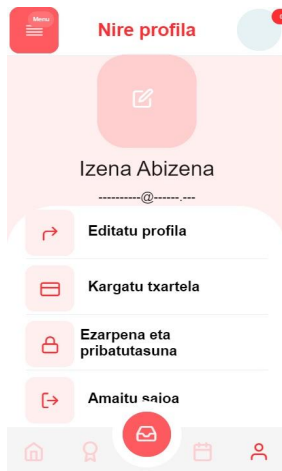 Menu
Nire profila
Izena Abizena
----------@------.---
Editatu profila
Kargatu txartela
Ezarpena eta
pribatutasuna
Amaitu saioa